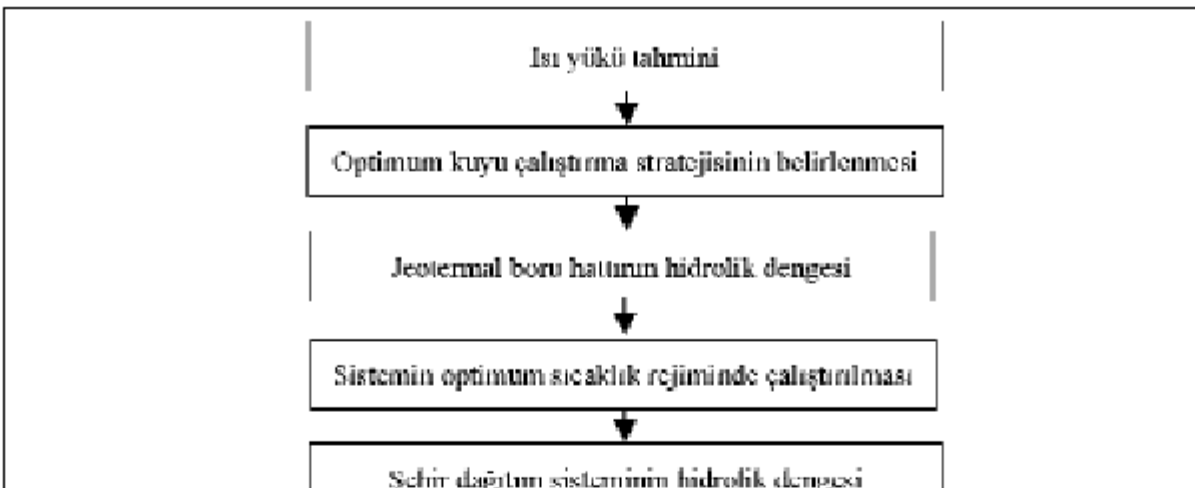 Isı yükü tahmini
Optimum kuyu çalıştırma stratejisinin belirlenmesi
Jeotermal boru hattının hidrolik dengesi
Sistemin optimum sıcaklık rejiminde çalıştırılması
Şehir dağıtım sisteminin hidrolik dengesi